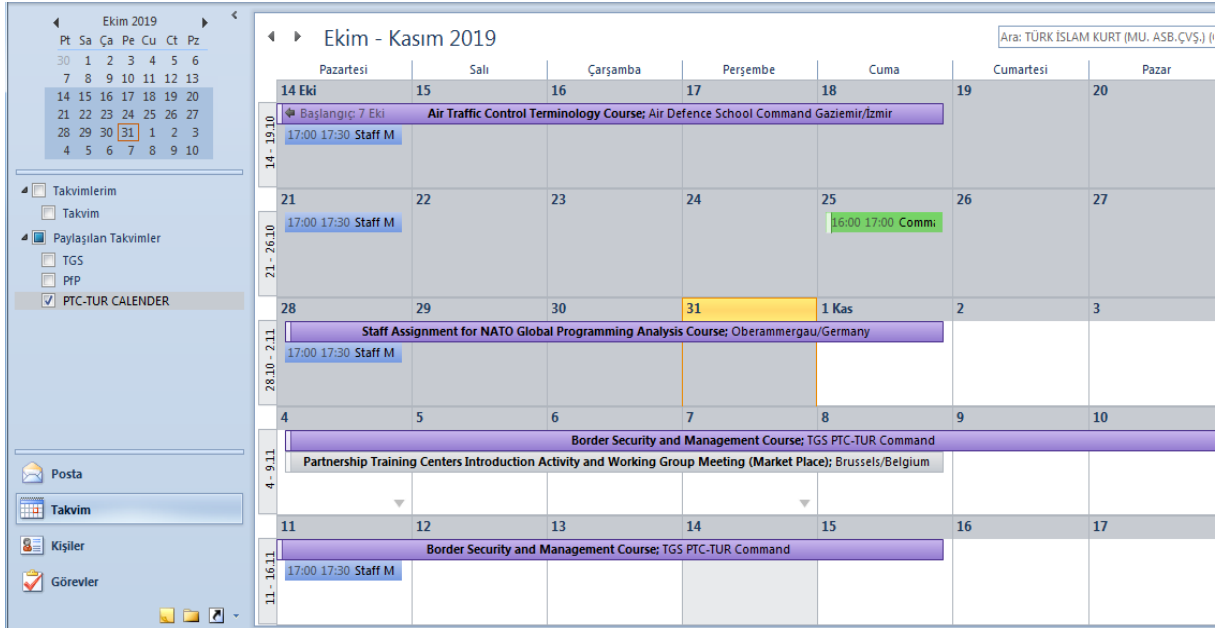 Ekim 2019
Pt Sa Ça Pe Cu Ct Pz
30 1 2 3 4 5 6
7 8 9 10 11 12 13
14 15 16 17 18 19 20
21 22 23 24 25 26 27
28 29 30 31 1 2 3
4 5 6 7 8 9 10
Takvimlerim
Takvim
Paylaşılan Takvimler
TGS
PfP
PTC-TUR CALENDER
Posta
Takvim
Kişiler
Görevler
Ekim - Kasım 2019
Ara: TÜRK İSLAM KURT (MU. ASB.ÇVŞ.)
Pazartesi Salı Çarşamba Perşembe Cuma Cumartesi Pazar
14 - 19.10
14 Eki 15 16 17 18 19 20
Başlangıç: 7 Eki Air Traffic Control Terminology Course; Air Defence School Command Gaziemir/İzmir
17:00 17:30 Staff M
21 - 26.10
21 22 23 24 25 26 27
17:00 17:30 Staff M 16:00 17:00 Comma
28.10 - 2.11
28 29 30 31 1 Kas 2 3
Staff Assignment for NATO Global Programming Analysis Course; Oberammergau/Germany
17:00 17:30 Staff M
4 - 9.11
4 5 6 7 8 9 10
Border Security and Management Course; TGS PTC-TUR Command
Partnership Training Centers Introduction Activity and Working Group Meeting (Market Place); Brussels/Belgium
11 - 16.11
11 12 13 14 15 16 17
Border Security and Management Course; TGS PTC-TUR Command
17:00 17:30 Staff M